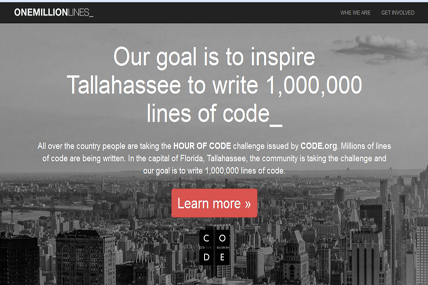 ONEMILLIONLINES_
WHO WE ARE
GET INVOLVED
Our goal is to inspire
Tallahassee to write 1,000,000
lines of code_
All over the country people are taking the HOUR OF CODE challenge issued by CODE.org. Millions of lines
of code are being written. In the capital of Florida, Tallahassee, the community is taking the challenge and
our goal is to write 1,000,000 lines of code.
Learn more »
C O
D E